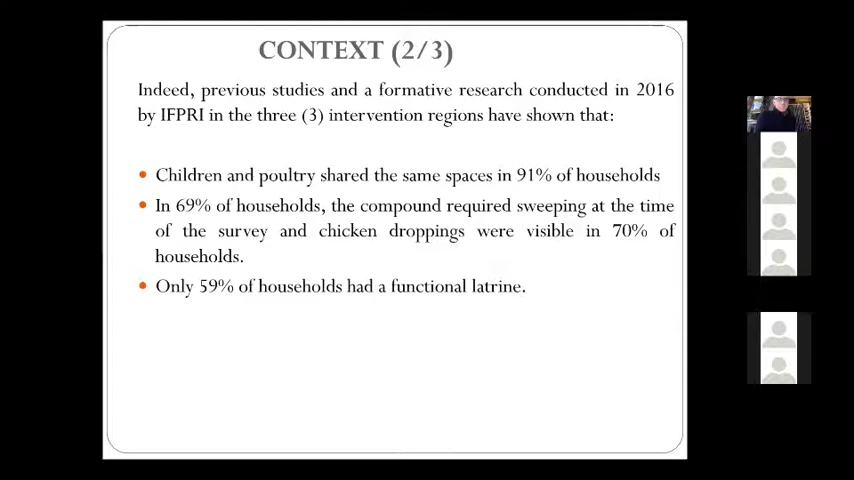 CONTEXT (2/3)
Indeed, previous studies and a formative research conducted in 2016
by IFPRI in the three (3) intervention regions have shown that:
• Children and poultry shared the same spaces in 91% of households
• In 69% of households, the compound required sweeping at the time
of the survey and chicken droppings were visible in 70% of
households.
• Only 59% of households had a functional latrine.